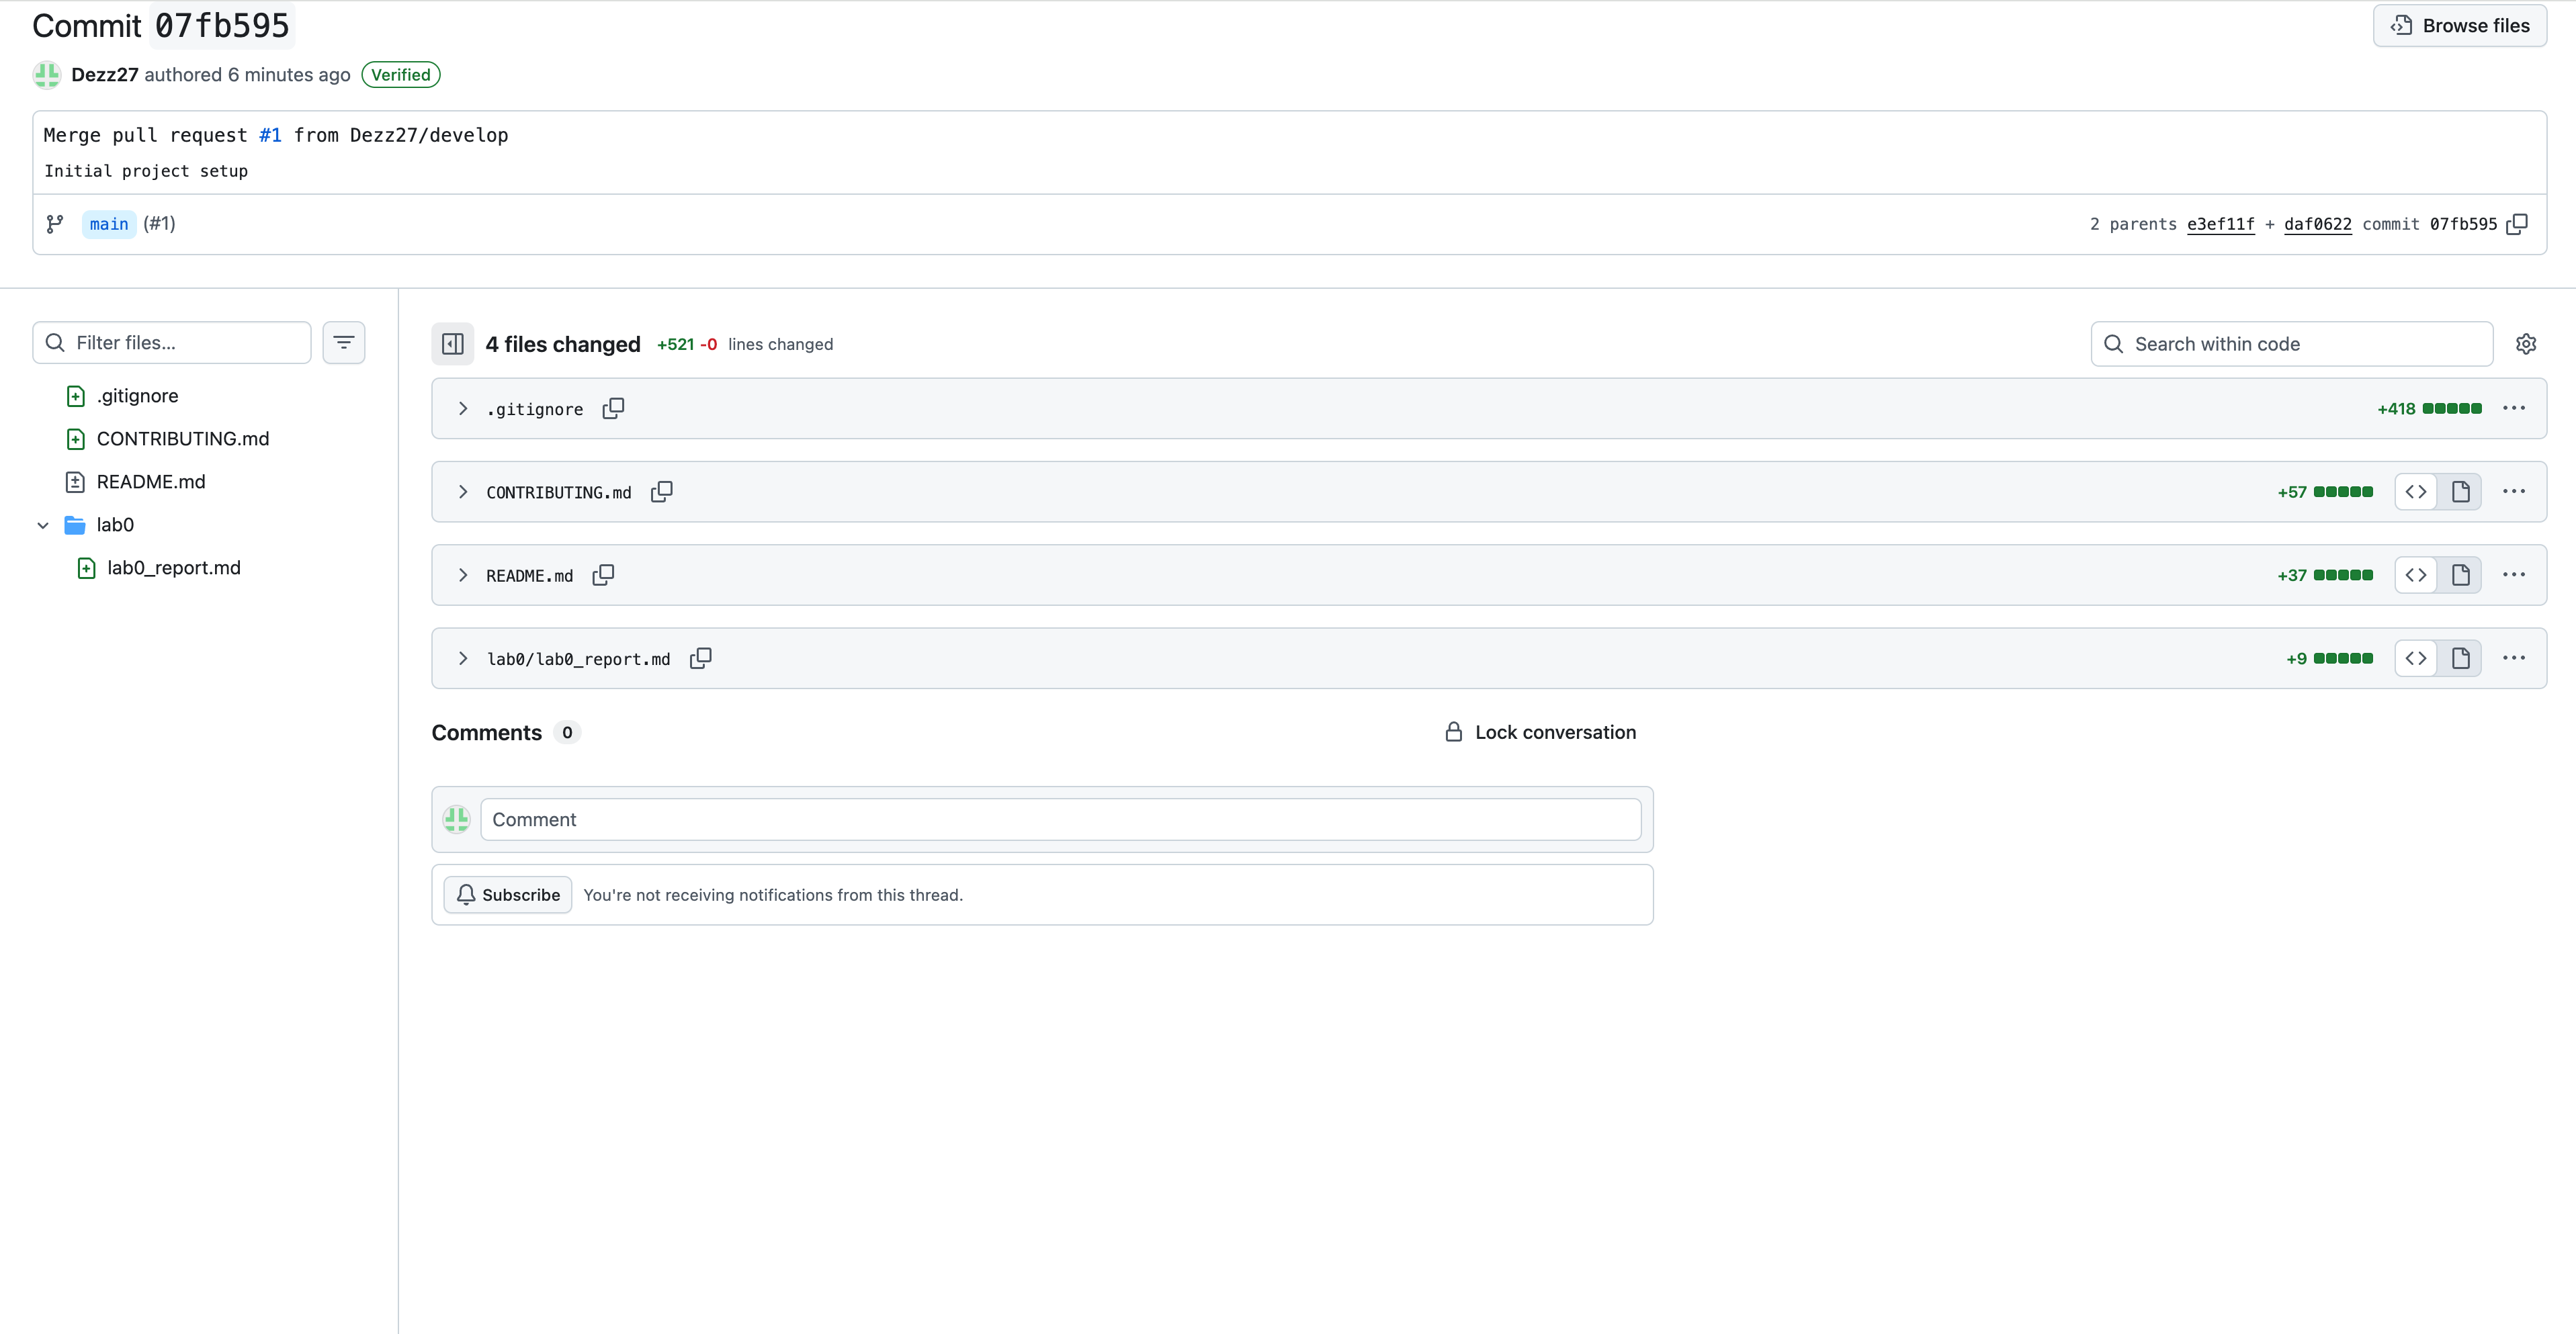 Commit 07fb595
Browse files
Dezz27 authored 6 minutes ago Verified
Merge pull request #1 from Dezz27/develop
Initial project setup
main (#1)
2 parents e3ef11f + daf0622 commit 07fb595
Filter files...
.gitignore
CONTRIBUTING.md
README.md
lab0
lab0_report.md
4 files changed +521 -0 lines changed
Search within code
.gitignore +418
CONTRIBUTING.md +57
README.md +37
lab0/lab0_report.md +9
Comments 0
Lock conversation
Comment
Subscribe You're not receiving notifications from this thread.